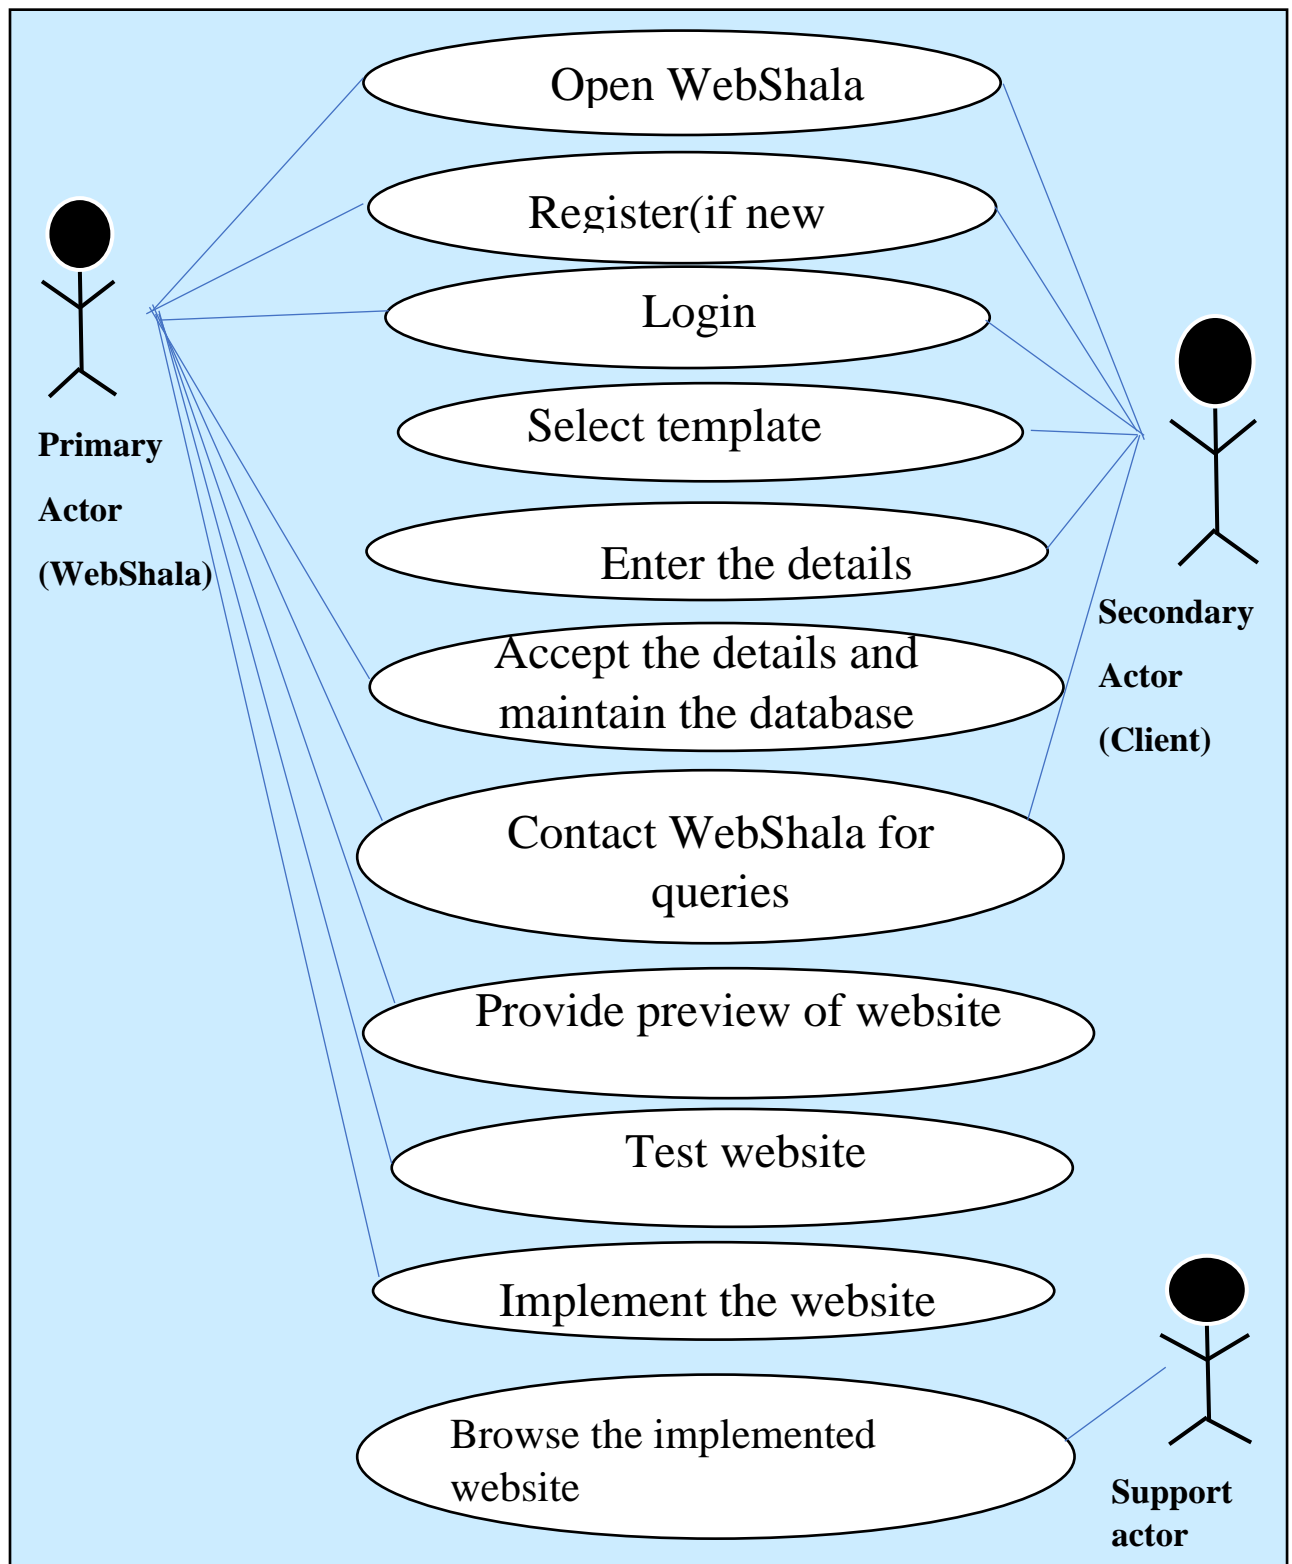 Open WebShala
Register(if new
Login
Select template
Primary
Actor
(WebShala)
Enter the details
Secondary
Actor
(Client)
Accept the details and
maintain the database
Contact WebShala for
queries
Provide preview of website
Test website
Implement the website
Browse the implemented
website
Support
actor